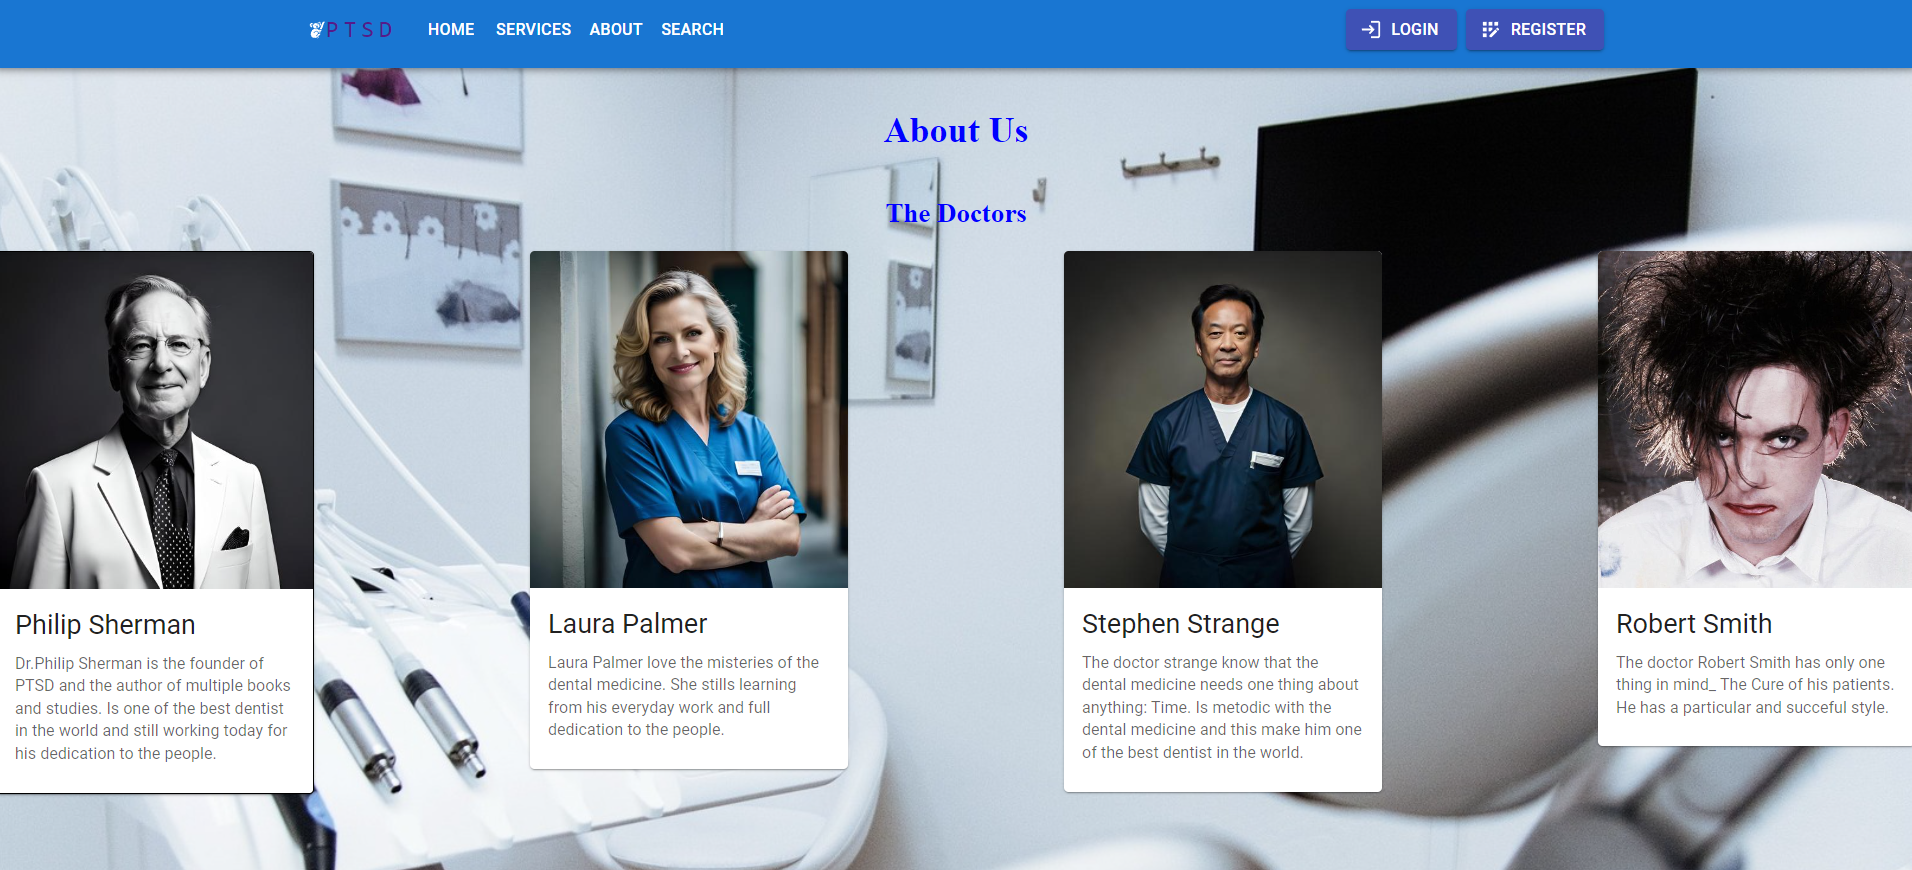 PTSD
HOME SERVICES ABOUT SEARCH
LOGIN
REGISTER
About Us
The Doctors
Philip Sherman
Dr.Philip Sherman is the founder of
PTSD and the author of multiple books
and studies. Is one of the best dentist
in the world and still working today for
his dedication to the people.
Laura Palmer
Laura Palmer love the misteries of the
dental medicine. She stills learning
from his everyday work and full
dedication to the people.
Stephen Strange
The doctor strange know that the
dental medicine needs one thing about
anything: Time. Is metodic with the
dental medicine and this make him one
of the best dentist in the world.
Robert Smith
The doctor Robert Smith has only one
thing in mind_ The Cure of his patients.
He has a particular and succeful style.